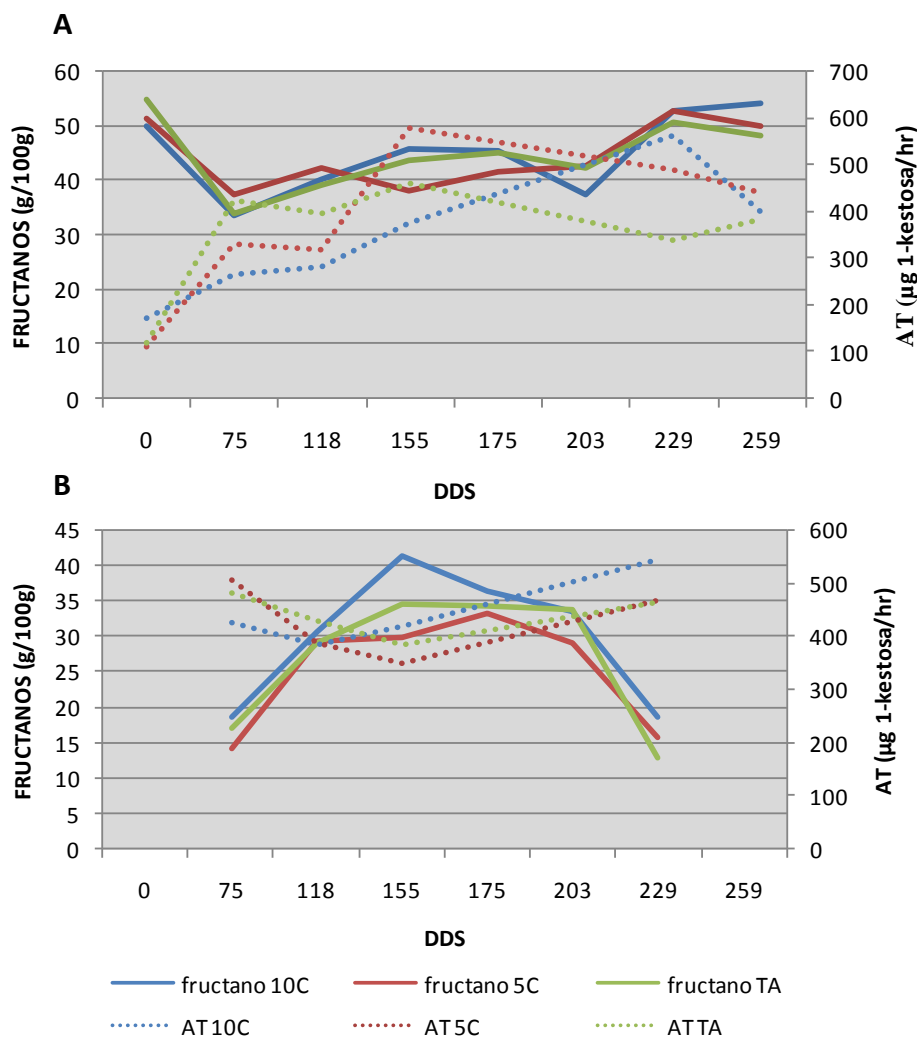 A
FRUCTANOS (g/100g)
60
50
40
30
20
10
0
700
600
500
400
300
200
100
0
AT (µg 1-kestosa/hr)
0 75 118 155 175 203 229 259
DDS
B
FRUCTANOS (g/100g)
45
40
35
30
25
20
15
10
5
0
600
500
400
300
200
100
0
AT (µg 1-kestosa/hr)
0 75 118 155 175 203 229 259
DDS
fructano 10C fructano 5C fructano TA
AT 10C AT 5C AT TA